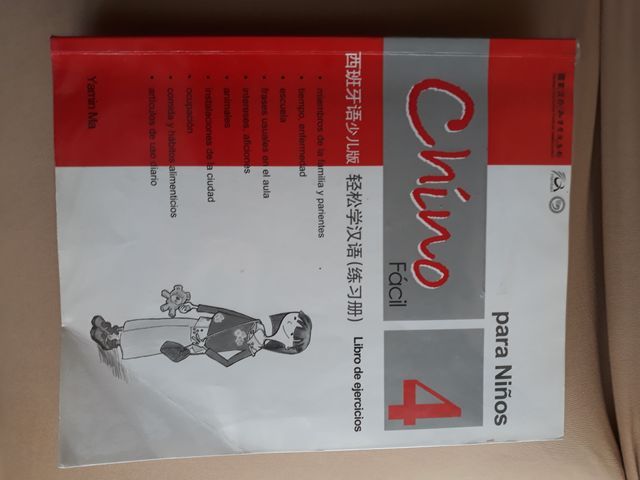 Chino
Fácil
para Niños
4
西班牙语少儿版 轻松学汉语(练习册) Libro de ejercicios
• miembros de la familia y parientes
• tiempo, enfermedad
• escuela
• frases usuales en el aula
• intereses, aficiones
• animales
• instalaciones de la ciudad
• ocupación
• comida y hábitos alimenticios
• artículos de uso diario
Yamin Ma